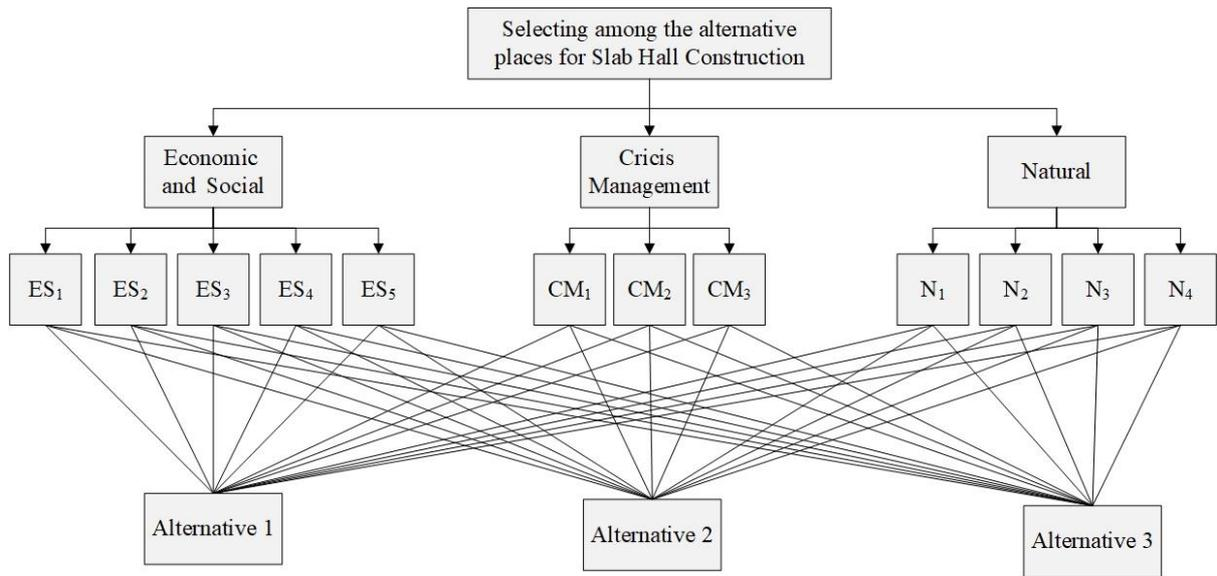 Selecting among the alternative
places for Slab Hall Construction
Economic
and Social
Cricis
Management
Natural
ES₁
ES₂
ES₃
ES₄
ES₅
CM₁
CM₂
CM₃
N₁
N₂
N₃
N₄
Alternative 1
Alternative 2
Alternative 3